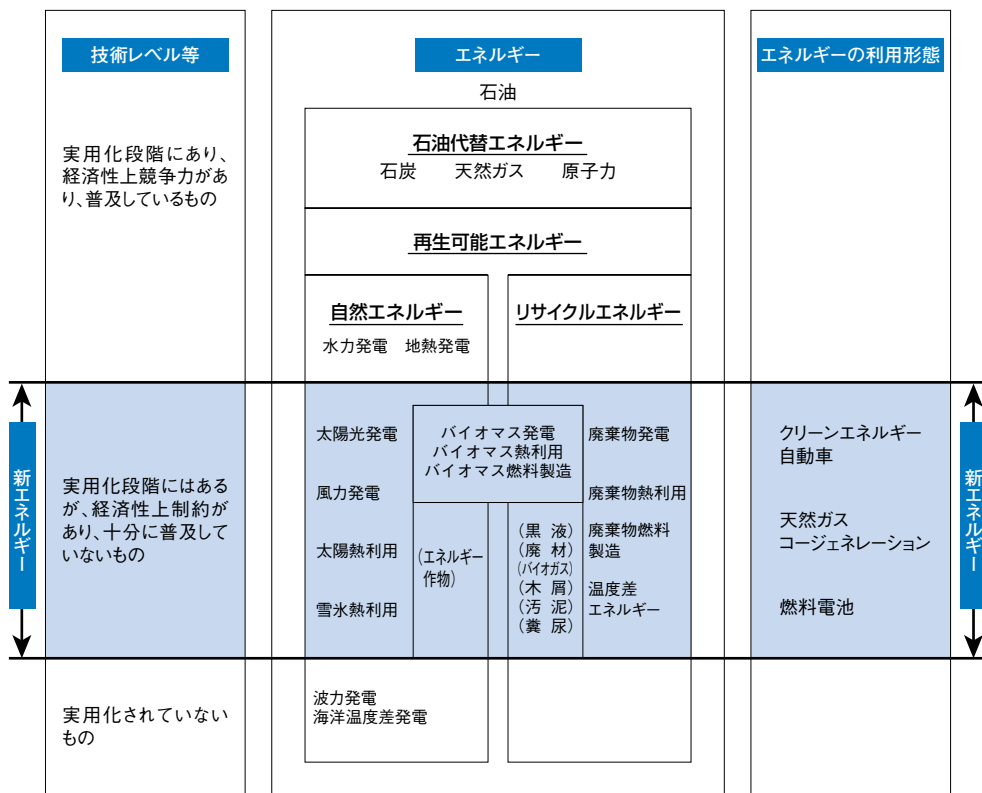 技術レベル等
エネルギー
エネルギーの利用形態
石油
石油代替エネルギー
石炭 天然ガス 原子力
実用化段階にあり、
経済性上競争力があ
り、普及しているもの
再生可能エネルギー
自然エネルギー
水力発電 地熱発電
リサイクルエネルギー
新エネルギー
実用化段階にはある
が、経済性上制約が
あり、十分に普及して
いないもの
太陽光発電
風力発電
太陽熱利用
雪氷熱利用
バイオマス発電
バイオマス熱利用
バイオマス燃料製造
(エネルギー
作物)
(黒 液)
(廃 材)
(バイオガス)
(木 屑)
(汚 泥)
(糞 尿)
廃棄物発電
廃棄物熱利用
廃棄物燃料
製造
温度差
エネルギー
クリーンエネルギー
自動車
天然ガス
コージェネレーション
燃料電池
新エネルギー
実用化されていない
もの
波力発電
海洋温度差発電